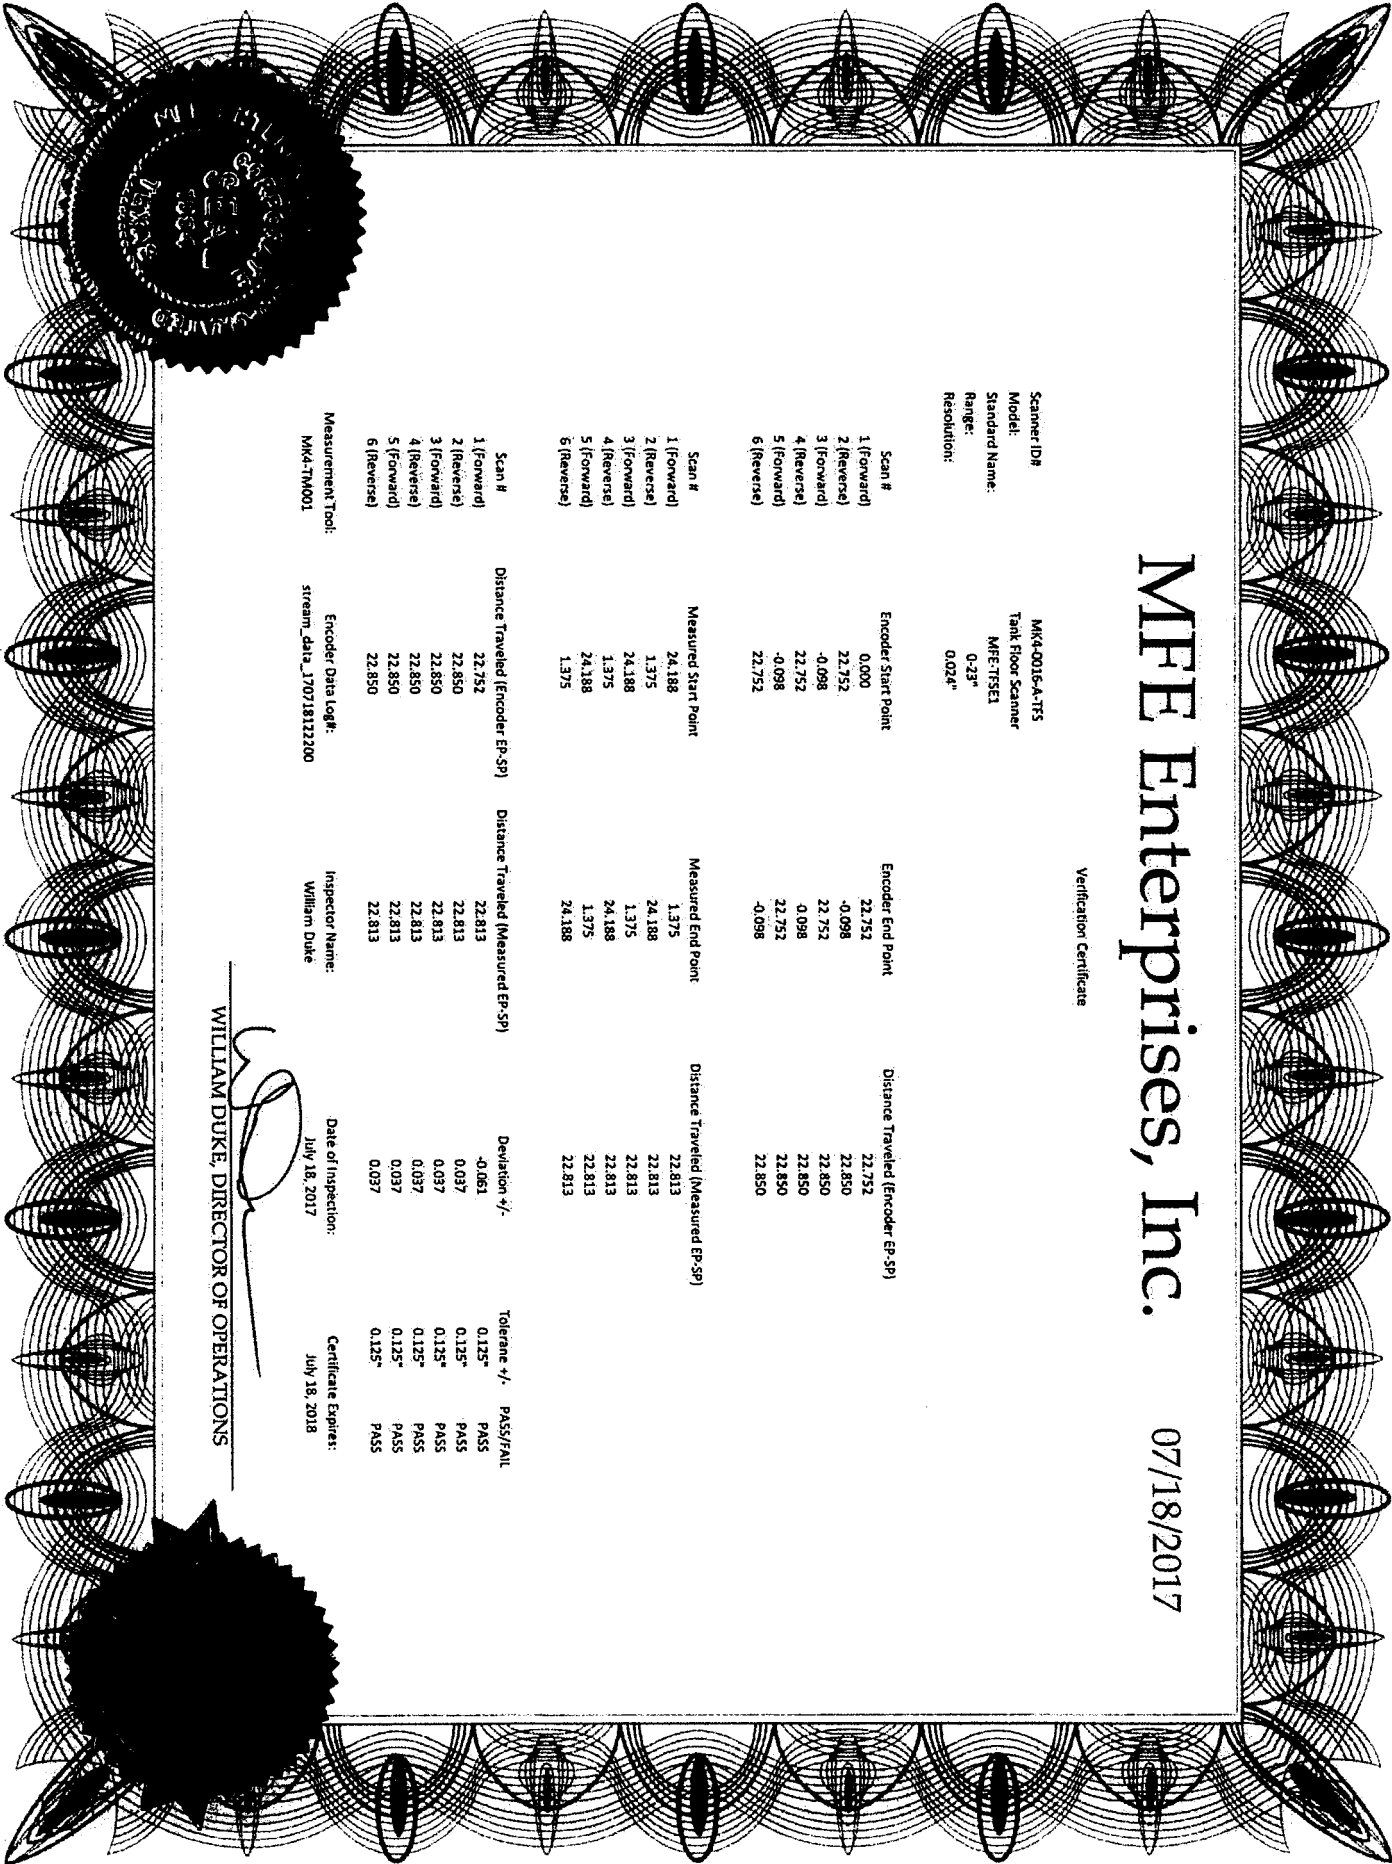 MFE Enterprises, Inc. 07/18/2017
Verification Certificate
Scanner ID# MK4-0016-A-TFS
Model: Tank Floor Scanner
Standard Name: MFE-TFSE1
Range: 0-23"
Resolution: 0.024"
Scan # Encoder Start Point Encoder End Point Distance Traveled (Encoder EP-SP)
1 (Forward) 0.000 22.752 22.752
2 (Reverse) 22.752 -0.098 22.850
3 (Forward) -0.098 22.752 22.850
4 (Reverse) 22.752 -0.098 22.850
5 (Forward) -0.098 22.752 22.850
6 (Reverse) 22.752 -0.098 22.850
Scan # Measured Start Point Measured End Point Distance Traveled (Measured EP-SP)
1 (Forward) 24.188 1.375 22.813
2 (Reverse) 1.375 24.188 22.813
3 (Forward) 24.188 1.375 22.813
4 (Reverse) 1.375 24.188 22.813
5 (Forward) 24.188 1.375 22.813
6 (Reverse) 1.375 24.188 22.813
Scan # Distance Traveled (Encoder EP-SP) Distance Traveled (Measured EP-SP) Deviation +/- Tolerane +/- PASS/FAIL
1 (Forward) 22.752 22.813 -0.061 0.125" PASS
2 (Reverse) 22.850 22.813 0.037 0.125" PASS
3 (Forward) 22.850 22.813 0.037 0.125" PASS
4 (Reverse) 22.850 22.813 0.037 0.125" PASS
5 (Forward) 22.850 22.813 0.037 0.125" PASS
6 (Reverse) 22.850 22.813 0.037 0.125" PASS
Measurement Tool: Encoder Data Log#: Inspector Name: Date of Inspection: Certificate Expires:
MK4-TM001 stream_data_170718122200 William Duke July 18, 2017 July 18, 2018
WILLIAM DUKE, DIRECTOR OF OPERATIONS
CORPORATE
SEAL
1994
TEXAS